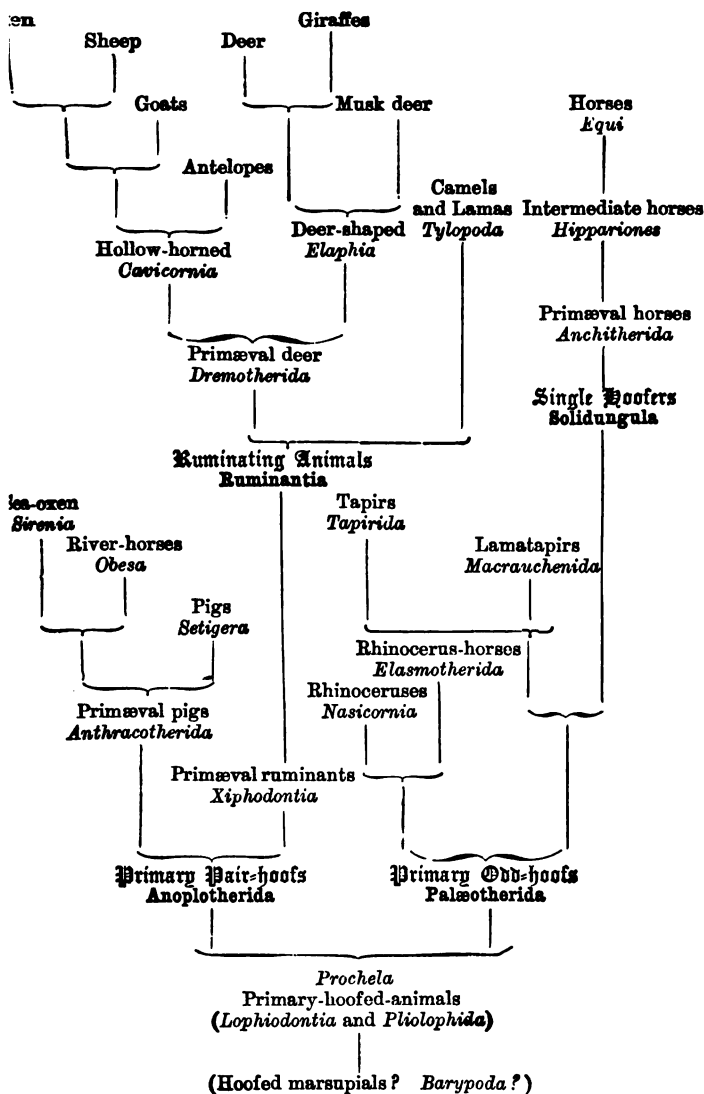 Giraffes
Sheep
Deer
Goats
Musk deer
Horses
Equi
Antelopes
Camels
and Lamas
Tylopoda
Intermediate horses
Hippariones
Deer-shaped
Elaphia
Hollow-horned
Cavicornia
Primæval horses
Anchitherida
Primæval deer
Dremotherida
Single Hoofers
Solidungula
Ruminating Animals
Ruminantia
ea-oxen
Sirenia
Tapirs
Tapirida
River-horses
Obesa
Lamatapirs
Macrauchenida
Pigs
Setigera
Rhinocerus-horses
Elasmotherida
Rhinoceruses
Nasicornia
Primæval pigs
Anthracotherida
Primæval ruminants
Xiphodontia
Primary Pair-hoofs
Anoplotherida
Primary Odd-hoofs
Palæotherida
Prochela
Primary-hoofed-animals
(Lophiodontia and Pliolophida)
(Hoofed marsupials? Barypoda?)